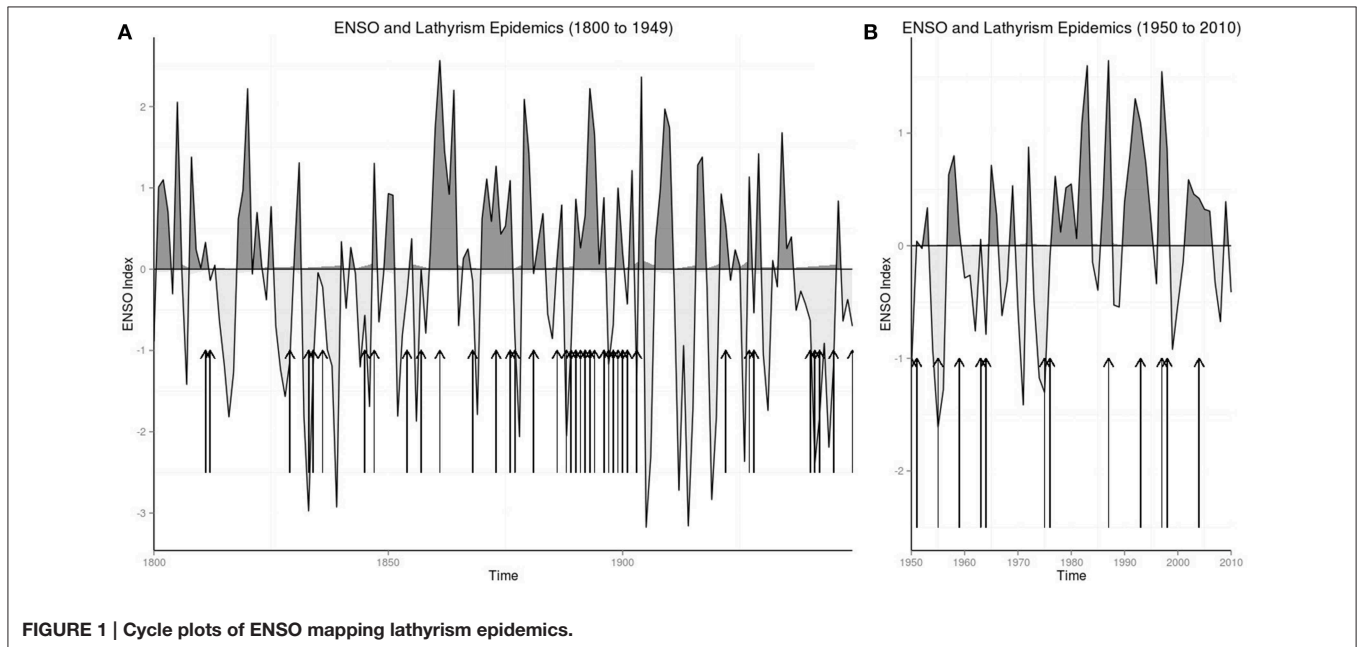 A
ENSO and Lathyrism Epidemics (1800 to 1949)
ENSO Index
2
1
0
-1
-2
-3
1800
1850
1900
Time
B
ENSO and Lathyrism Epidemics (1950 to 2010)
ENSO Index
1
0
-1
-2
1950
1960
1970
1980
1990
2000
2010
Time
FIGURE 1 | Cycle plots of ENSO mapping lathyrism epidemics.